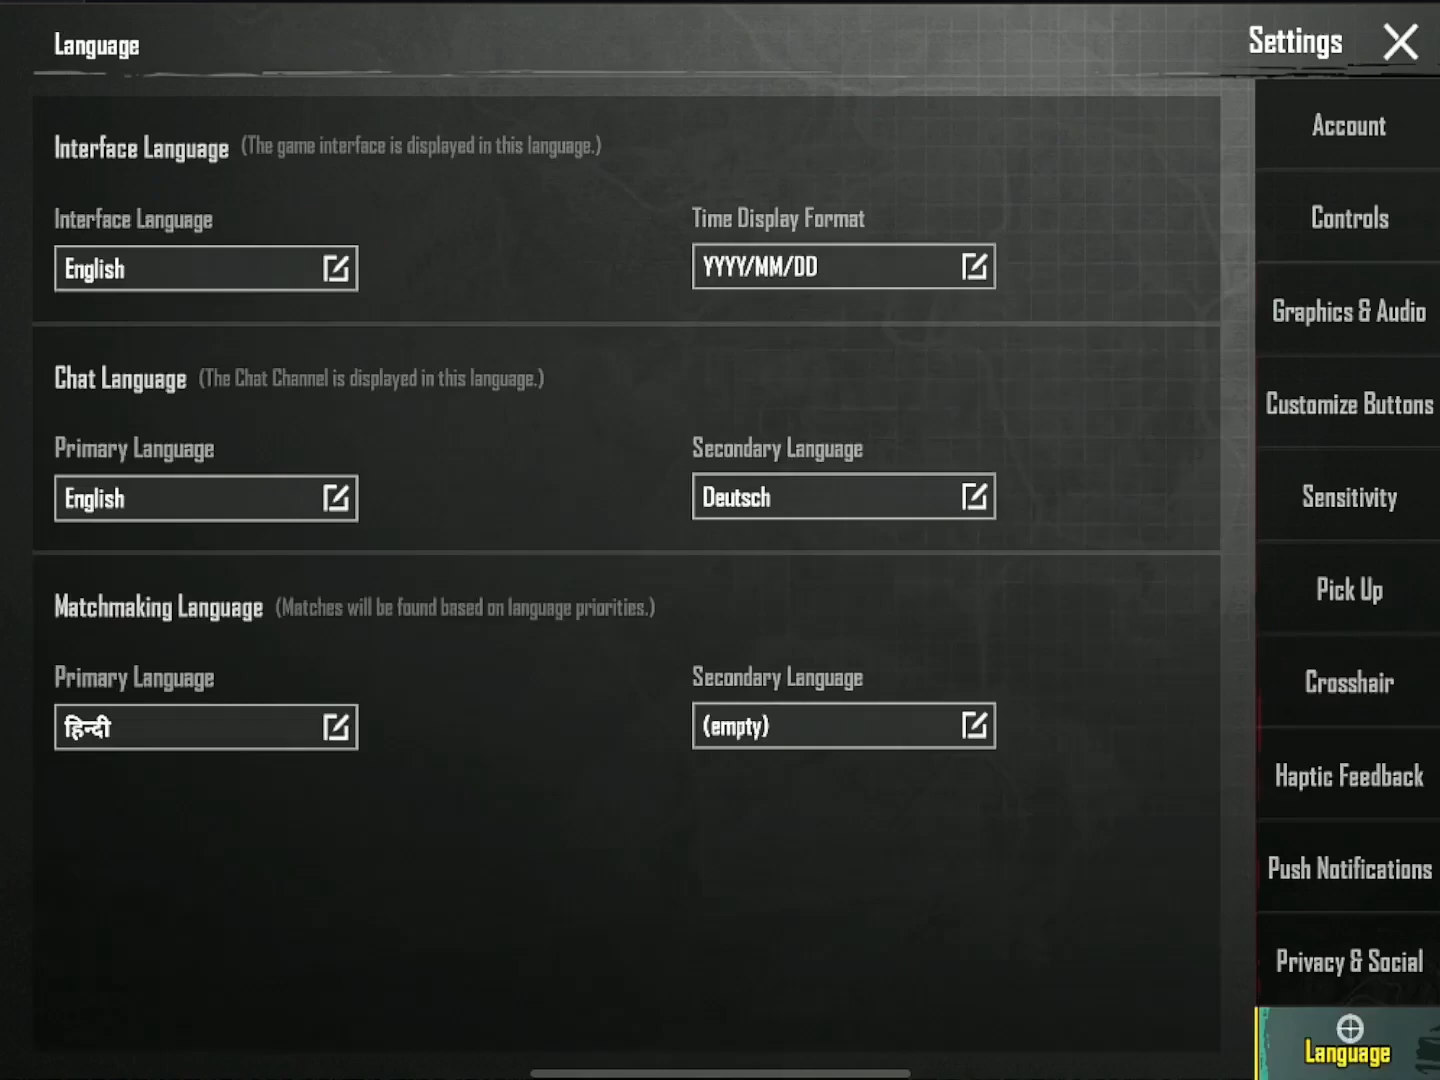 Language
Settings
Interface Language (The game interface is displayed in this language.)
Interface Language
Time Display Format
English
YYYY/MM/DD
Chat Language (The Chat Channel is displayed in this language.)
Primary Language
Secondary Language
English
Deutsch
Matchmaking Language (Matches will be found based on language priorities.)
Primary Language
Secondary Language
हिन्दी
(empty)
Account
Controls
Graphics & Audio
Customize Buttons
Sensitivity
Pick Up
Crosshair
Haptic Feedback
Push Notifications
Privacy & Social
Language